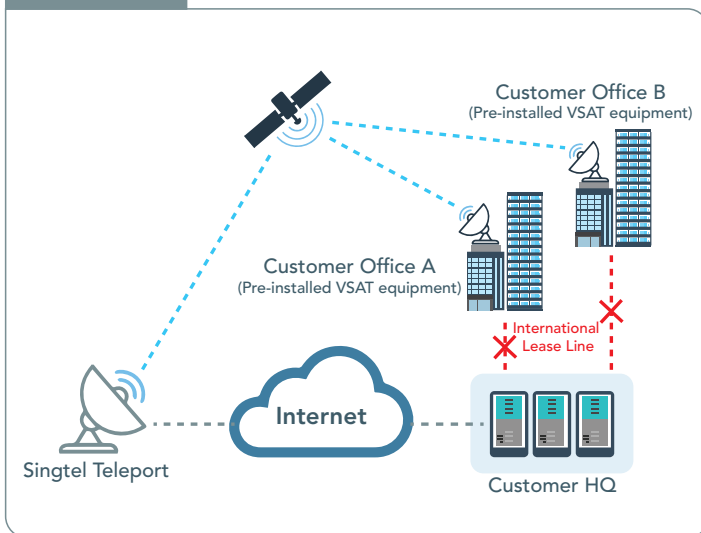 Customer Office B
(Pre-installed VSAT equipment)
Customer Office A
(Pre-installed VSAT equipment)
International
Lease Line
Internet
Singtel Teleport
Customer HQ